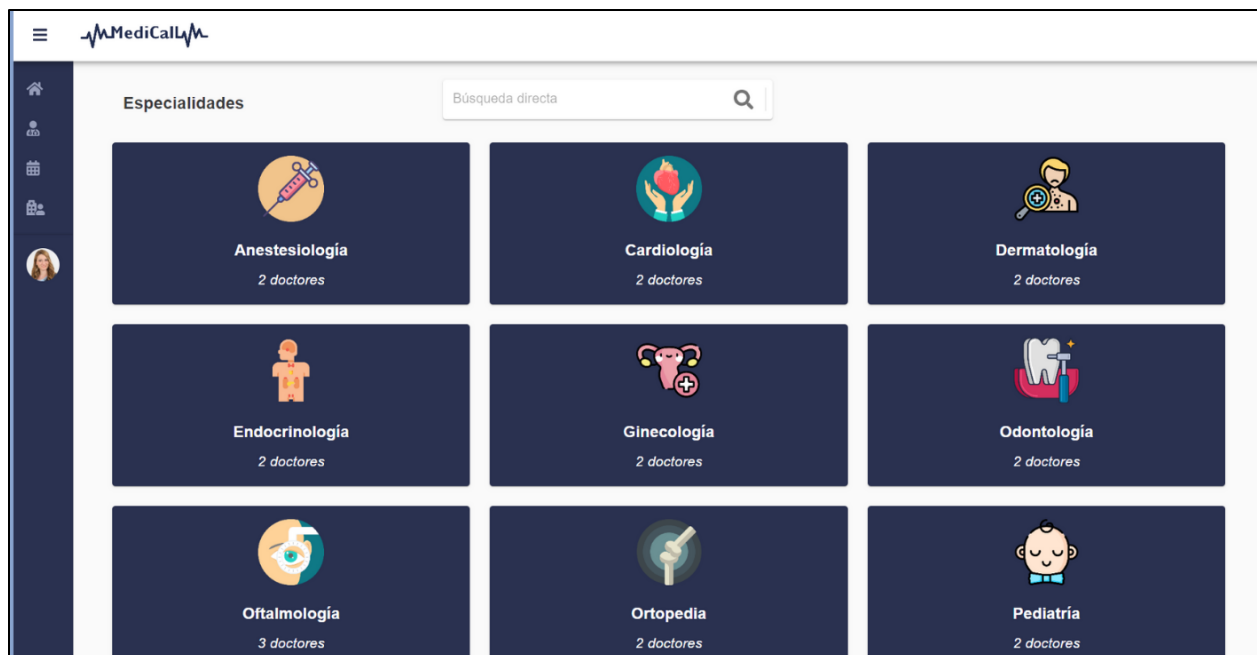 MediCall
Especialidades
Búsqueda directa
Anestesiología
2 doctores
Cardiología
2 doctores
Dermatología
2 doctores
Endocrinología
2 doctores
Ginecología
2 doctores
Odontología
2 doctores
Oftalmología
3 doctores
Ortopedia
2 doctores
Pediatría
2 doctores